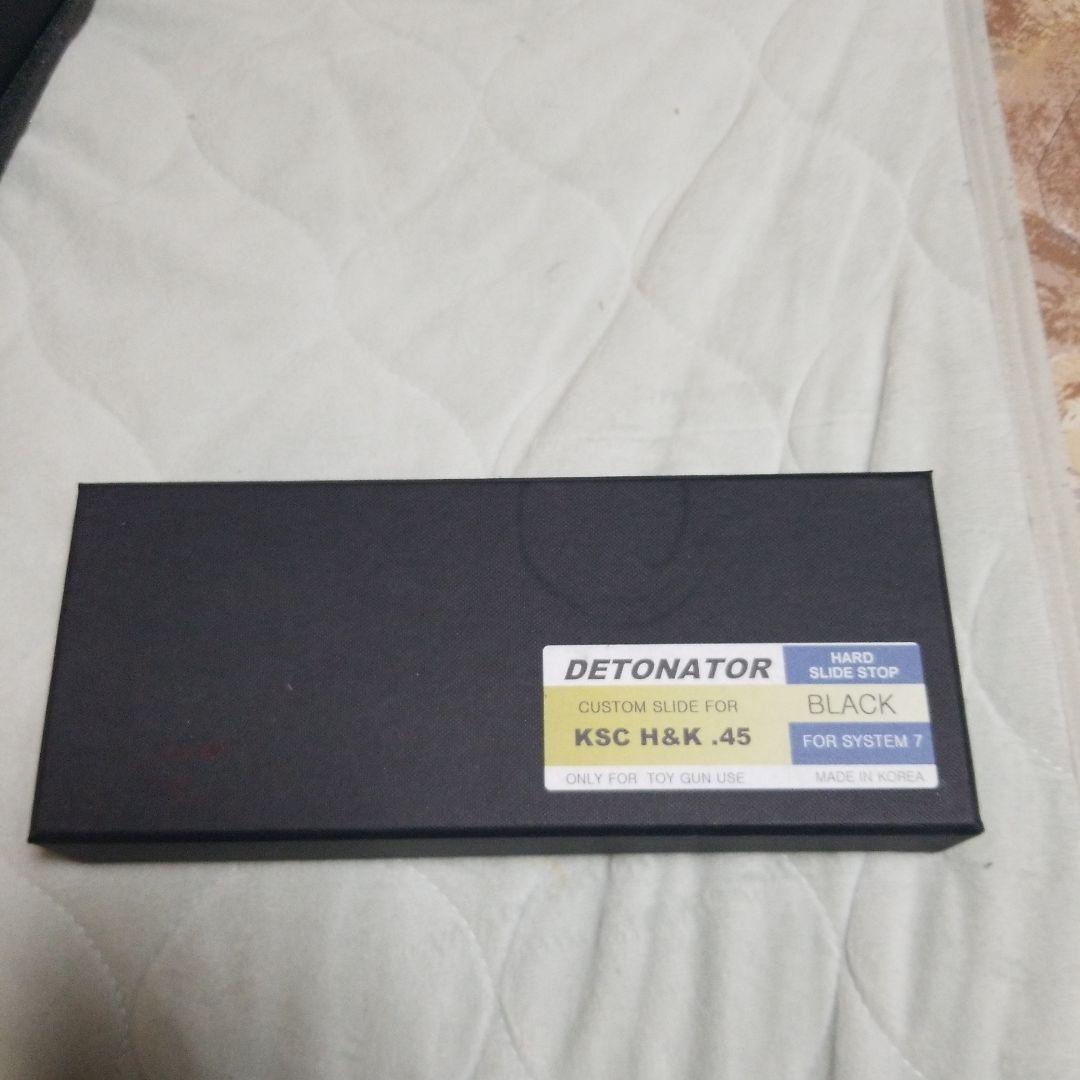 DETONATOR
HARD
SLIDE STOP
CUSTOM SLIDE FOR
BLACK
KSC H&K .45
FOR SYSTEM 7
ONLY FOR TOY GUN USE
MADE IN KOREA